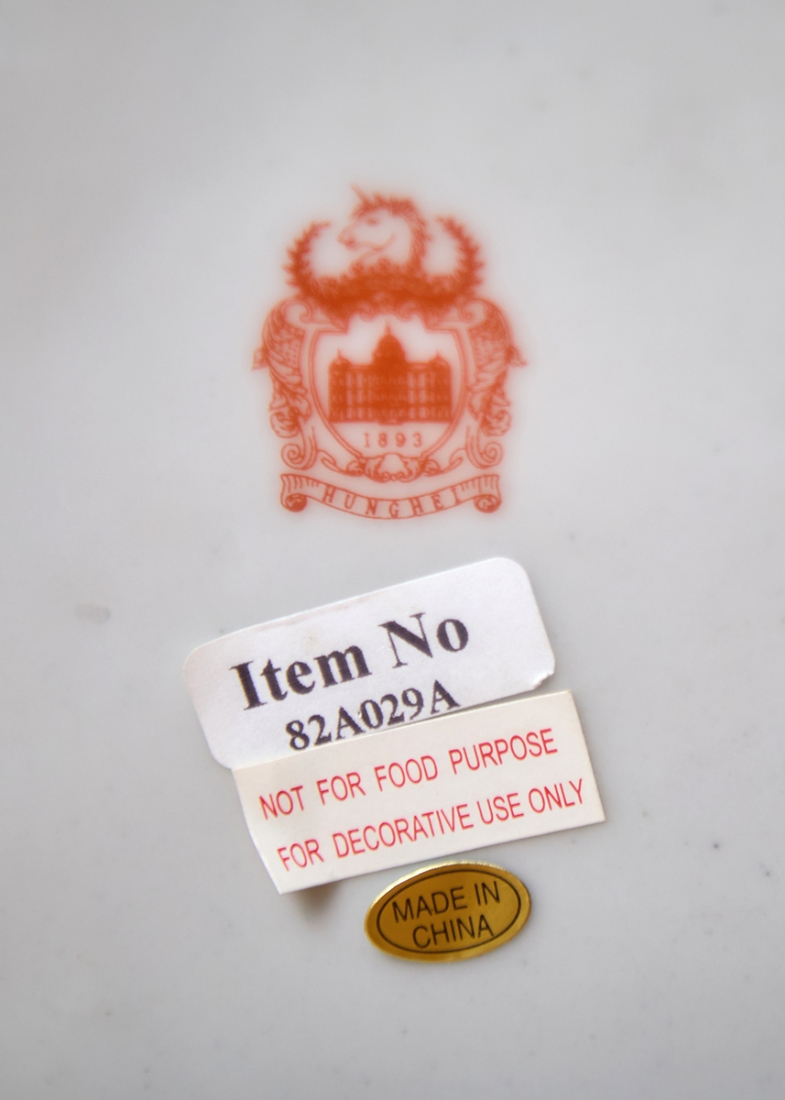 1893
"HUNGHEI"
Item No
82A029A
NOT FOR FOOD PURPOSE
FOR DECORATIVE USE ONLY
MADE IN
CHINA